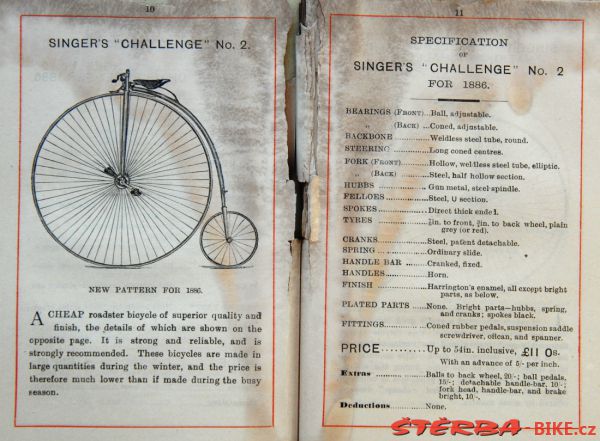 10
SINGER'S "CHALLENGE" No. 2.
NEW PATTERN FOR 1886.
A CHEAP roadster bicycle of superior quality and
finish, the details of which are shown on the
opposite page. It is strong and reliable, and is
strongly recommended. These bicycles are made in
large quantities during the winter, and the price is
therefore much lower than if made during the busy
season.
11
SPECIFICATION
OF
SINGER'S "CHALLENGE" No. 2
FOR 1886.
BEARINGS (FRONT)...Ball, adjustable.
„ (BACK) ...Coned, adjustable.
BACKBONE ............Weldless steel tube, round.
STEERING ............Long coned centres.
FORK (FRONT)..........Hollow, weldless steel tube, elliptic.
„ (BACK) ..........Steel, half hollow section.
HUBBS ..................Gun metal, steel spindle.
FELLOES................Steel, U section.
SPOKES..................Direct thick ended.
TYRES ..................⅞in. to front, ¾in. to back wheel, plain
grey (or red).
CRANKS..................Steel, patent detachable.
SPRING ..................Ordinary slide.
HANDLE BAR .........Cranked, fixed.
HANDLES................Horn.
FINISH ..................Harrington's enamel, all except bright
parts, as below.
PLATED PARTS ......None. Bright parts—hubbs, spring,
and cranks; spokes black.
FITTINGS................Coned rubber pedals, suspension saddle
screwdriver, oilcan, and spanner.
PRICE.......... Up to 54in. inclusive, £11 0s.
With an advance of 5/- per inch.
Extras ...............Balls to back wheel, 20/-; ball pedals,
15/-; detachable handle-bar, 10/-;
fork head, handle-bar, and brake
bright, 10/-.
Deductions ..........None.
ŠTĚRBA-BIKE.cz